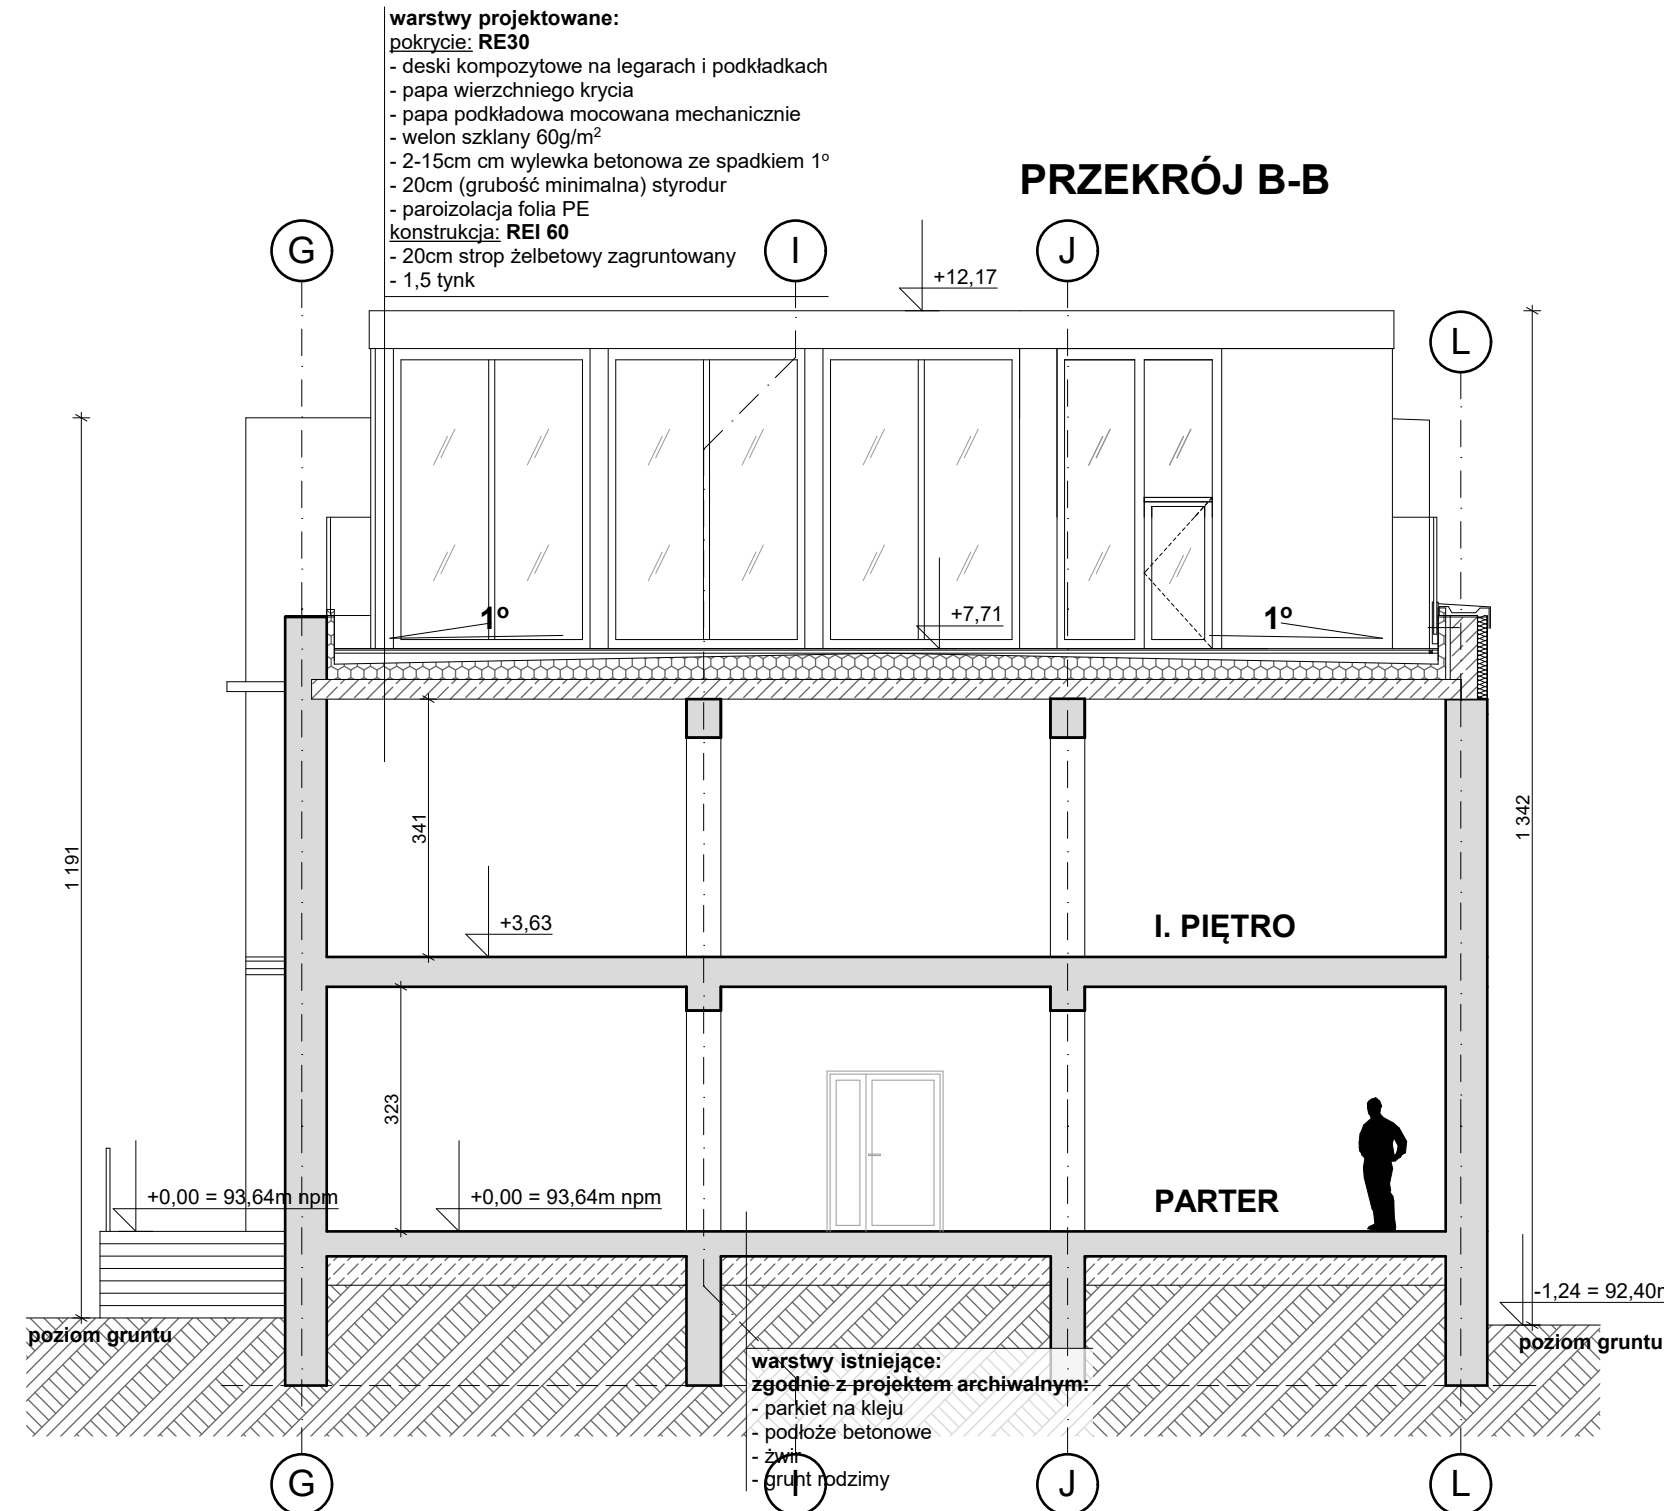 warstwy projektowane:
pokrycie: RE30
- deski kompozytowe na legarach i podkładkach
- papa wierzchniego krycia
- papa podkładowa mocowana mechanicznie
- welon szklany 60g/m²
- 2-15cm cm wylewka betonowa ze spadkiem 1º
- 20cm (grubość minimalna) styrodur
- paroizolacja folia PE
konstrukcja: REI 60
- 20cm strop żelbetowy zagruntowany
- 1,5 tynk
PRZEKRÓJ B-B
G
I
J
L
+12,17
1º
+7,71
1º
1 191
341
1 342
+3,63
I. PIĘTRO
323
+0,00 = 93,64m npm
+0,00 = 93,64m npm
PARTER
-1,24 = 92,40m
poziom gruntu
poziom gruntu
warstwy istniejące:
zgodnie z projektem archiwalnym:
- parkiet na kleju
- podłoże betonowe
- żwir
- grunt rodzimy
G
I
J
L